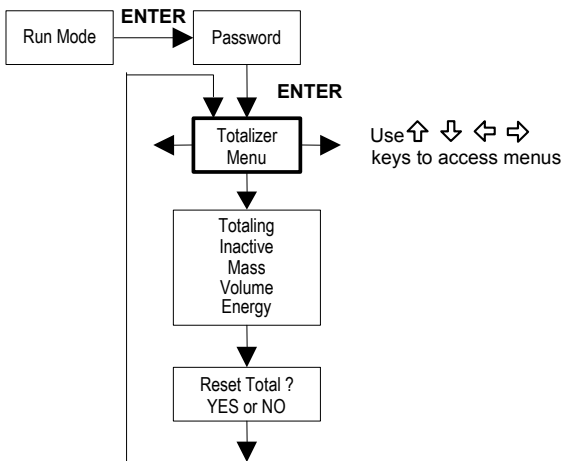 ENTER
Run Mode
Password
ENTER
Totalizer
Menu
Use
keys to access menus
Totaling
Inactive
Mass
Volume
Energy
Reset Total ?
YES or NO